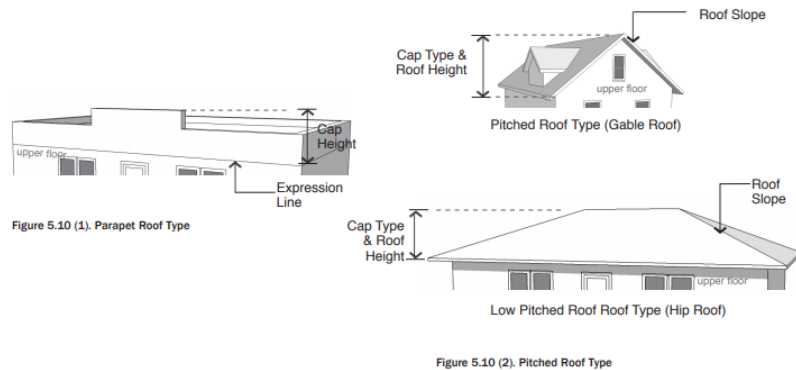 Roof Slope
Cap Type &
Roof Height
upper floor
Pitched Roof Type (Gable Roof)
Cap
Height
upper floor
Expression
Line
Figure 5.10 (1). Parapet Roof Type
Roof
Slope
Cap Type
& Roof
Height
upper floor
Low Pitched Roof Roof Type (Hip Roof)
Figure 5.10 (2). Pitched Roof Type